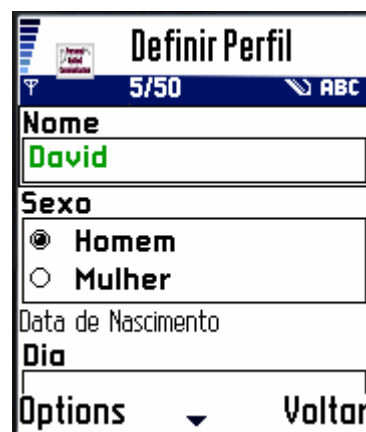 Definir Perfil
5/50 ABC
Nome
David
Sexo
Homem
Mulher
Data de Nascimento
Dia
Options Voltar